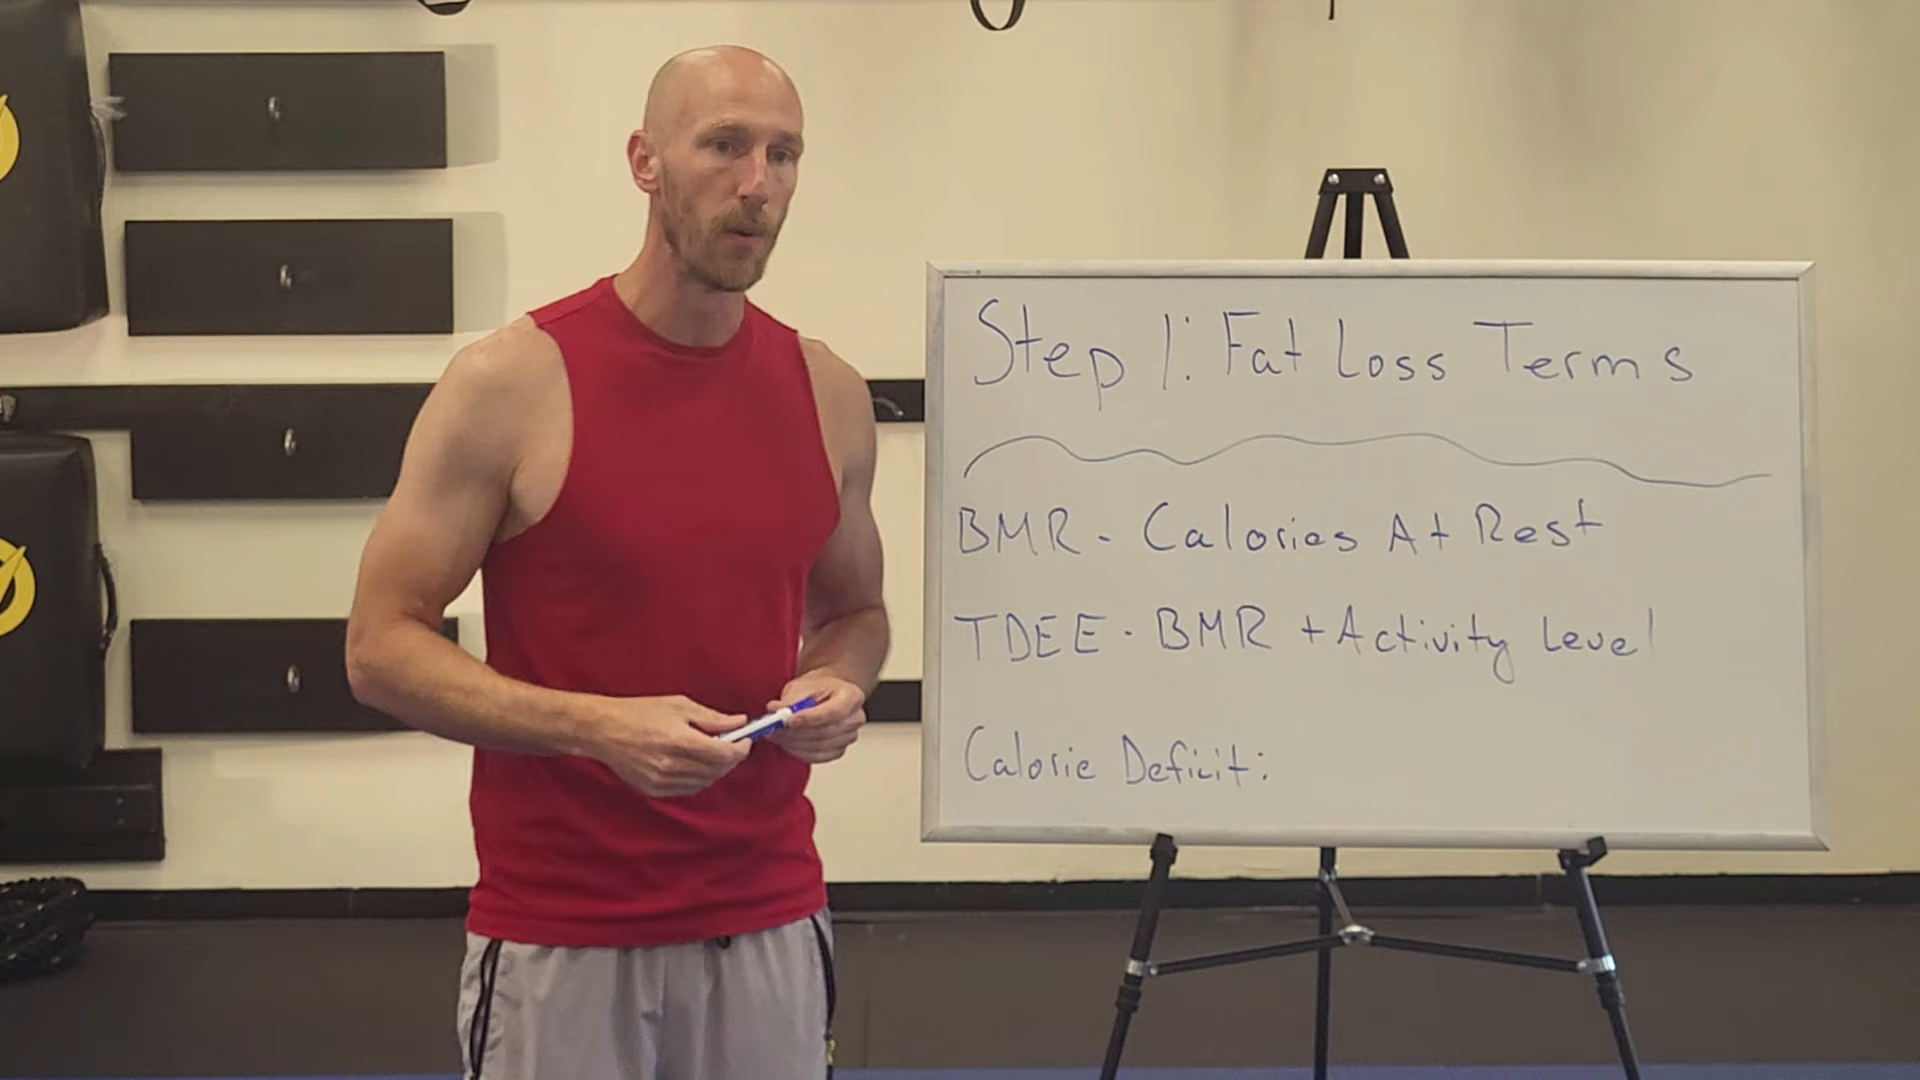 Step 1: Fat Loss Terms
BMR - Calories At Rest
TDEE - BMR + Activity Level
Calorie Deficit: